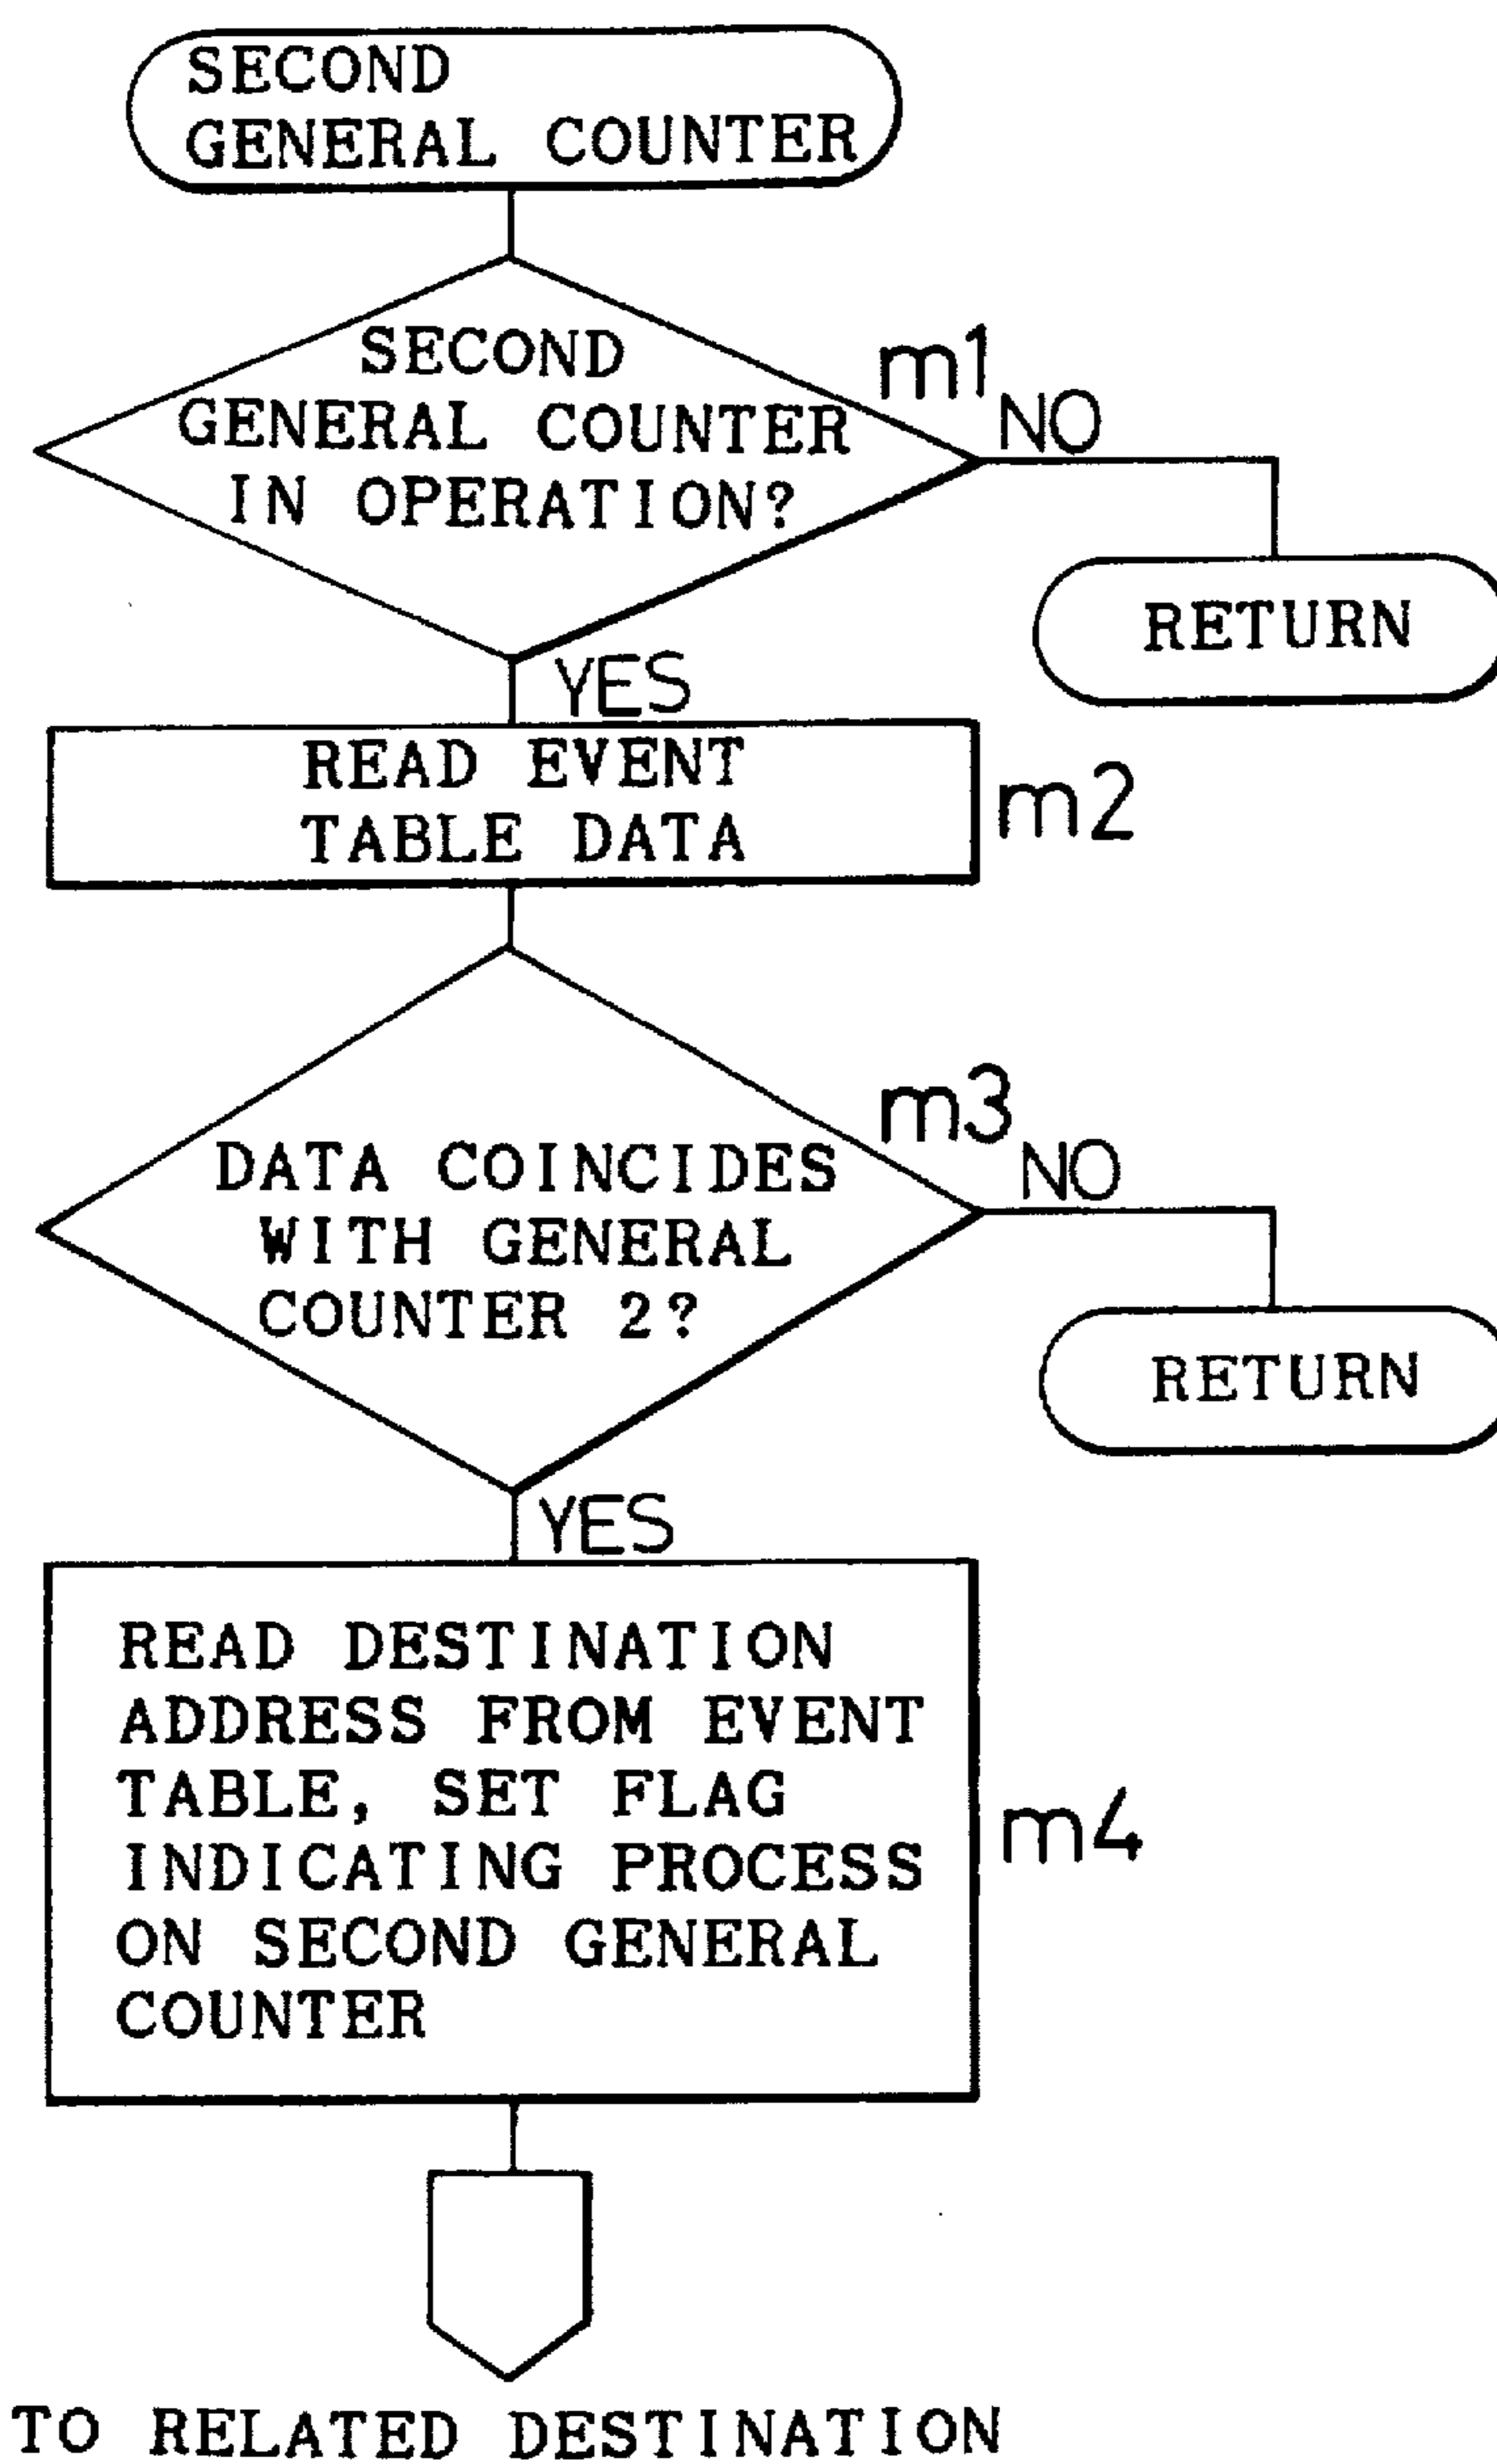 SECOND
GENERAL COUNTER
SECOND
GENERAL COUNTER
IN OPERATION?
m1
NO
RETURN
YES
READ EVENT
TABLE DATA
m2
DATA COINCIDES
WITH GENERAL
COUNTER 2?
m3
NO
RETURN
YES
READ DESTINATION
ADDRESS FROM EVENT
TABLE, SET FLAG
INDICATING PROCESS
ON SECOND GENERAL
COUNTER
m4
TO RELATED DESTINATION